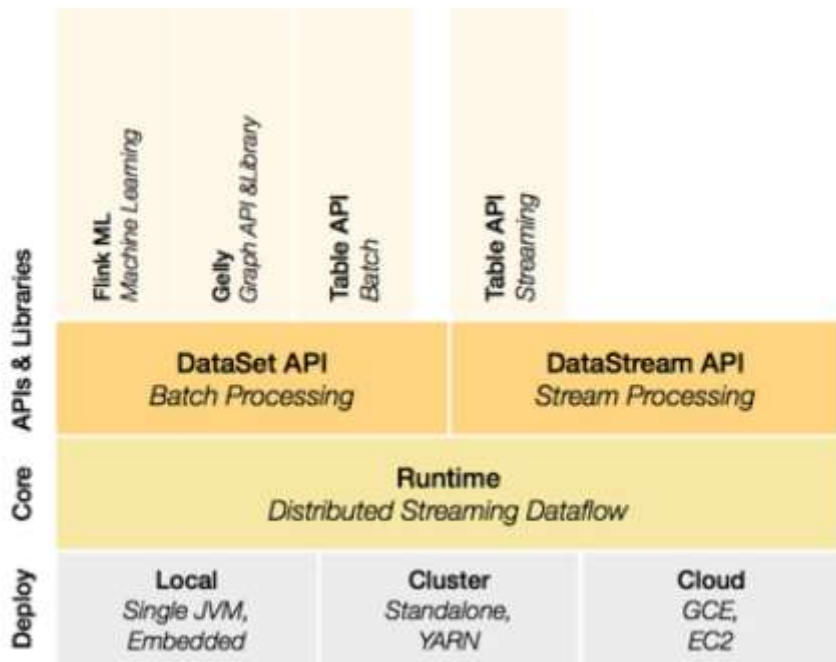 Flink ML
Machine Learning
Gelly
Graph API &Library
Table API
Batch
Table API
Streaming
APIs & Libraries
DataSet API
Batch Processing
DataStream API
Stream Processing
Core
Runtime
Distributed Streaming Dataflow
Deploy
Local
Single JVM,
Embedded
Cluster
Standalone,
YARN
Cloud
GCE,
EC2